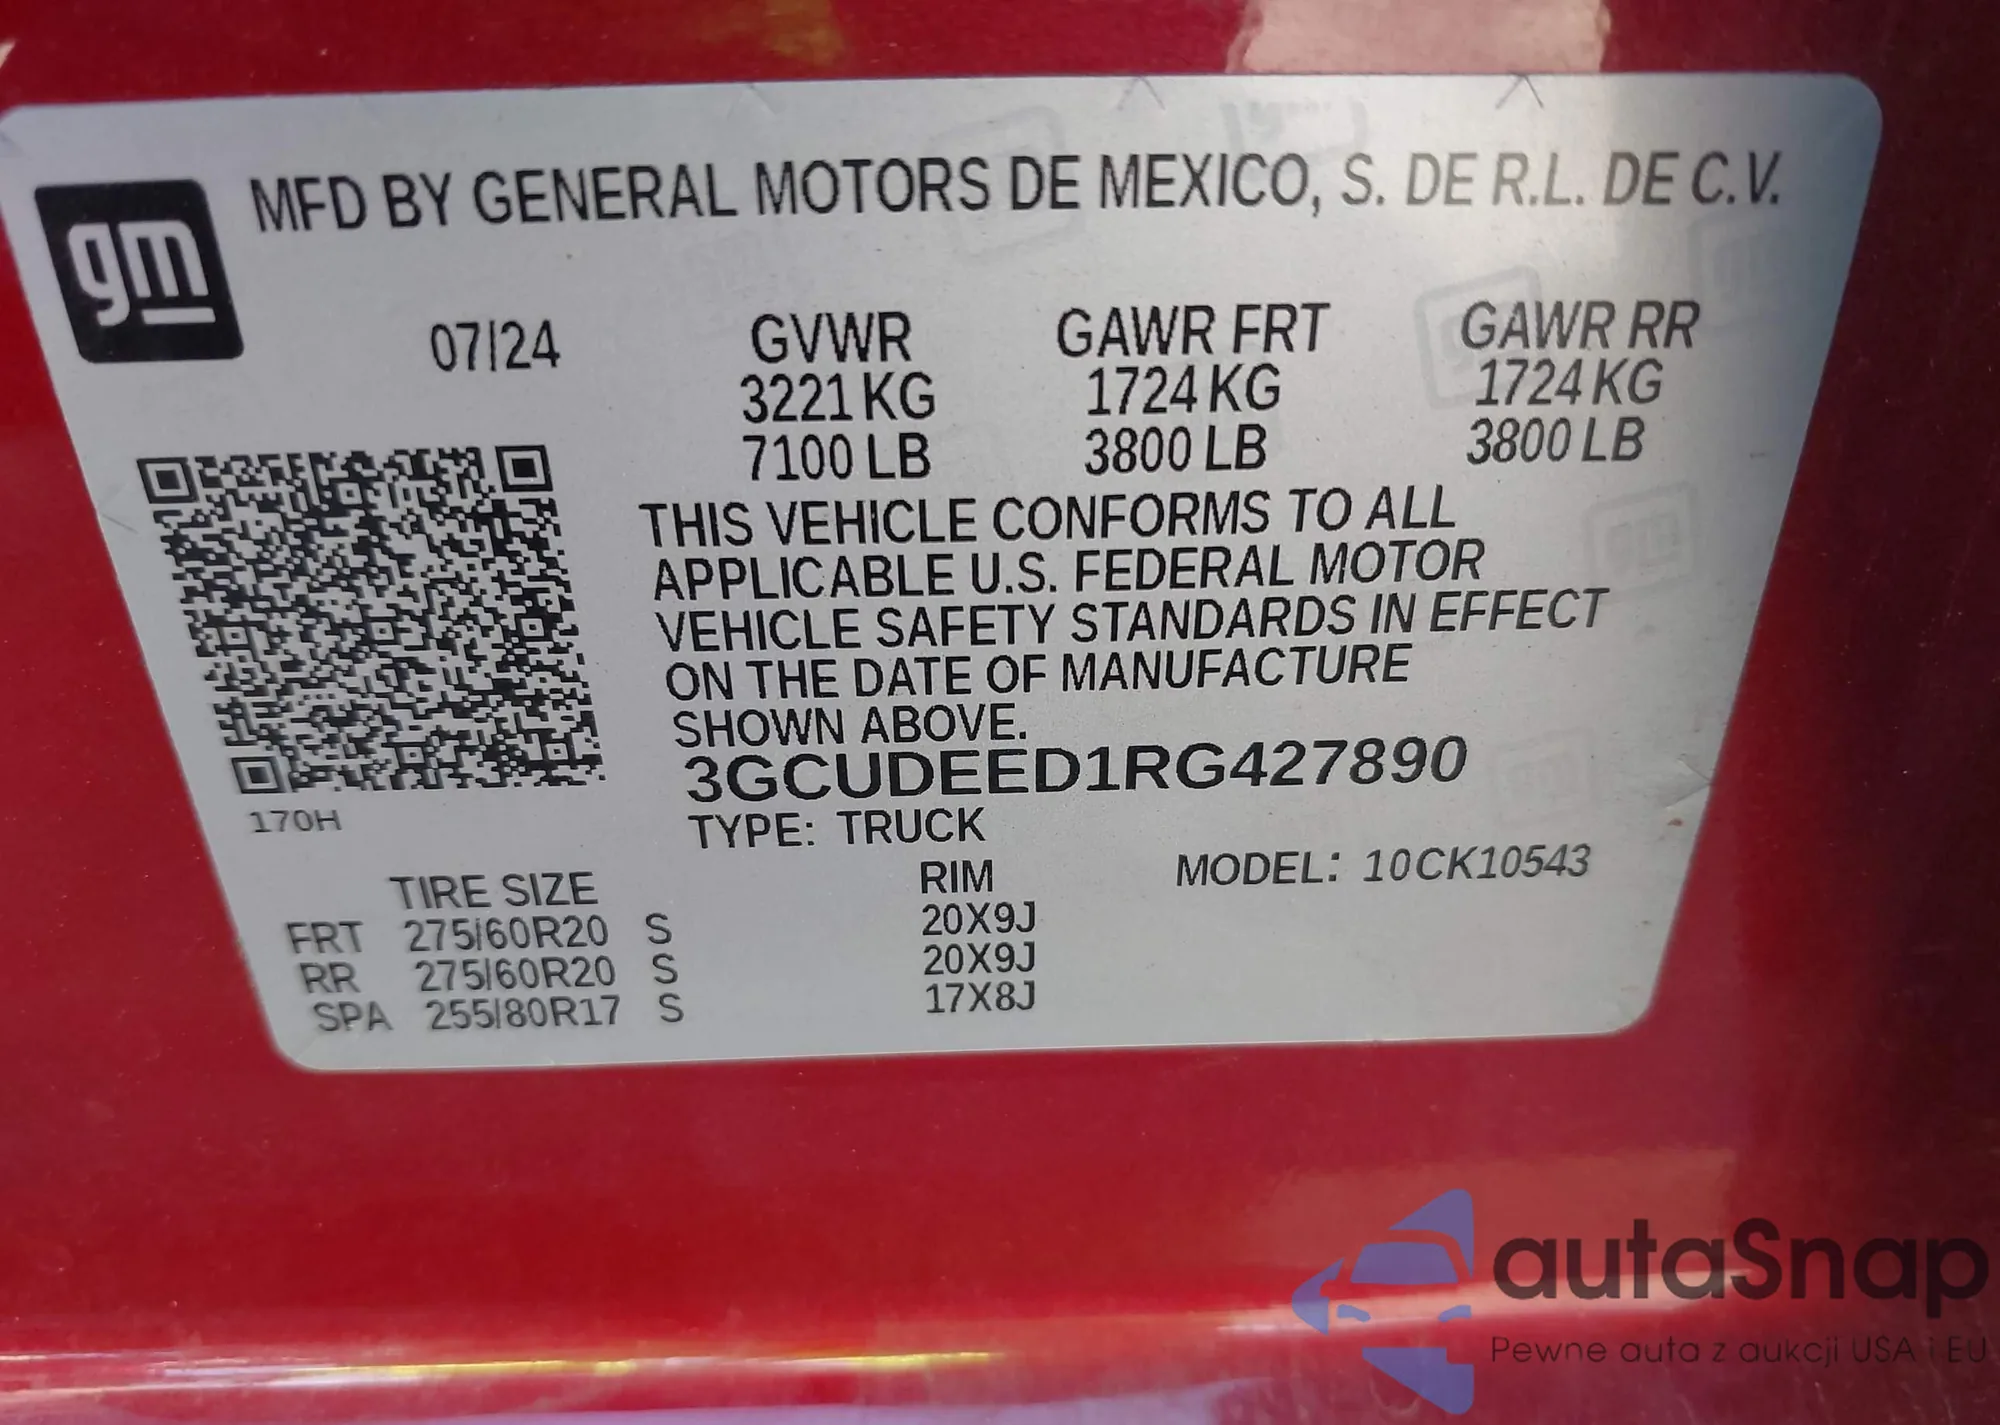 gm
MFD BY GENERAL MOTORS DE MEXICO, S. DE R.L. DE C.V.
07/24
GVWR GAWR FRT GAWR RR
3221 KG 1724 KG 1724 KG
7100 LB 3800 LB 3800 LB
THIS VEHICLE CONFORMS TO ALL
APPLICABLE U.S. FEDERAL MOTOR
VEHICLE SAFETY STANDARDS IN EFFECT
ON THE DATE OF MANUFACTURE
SHOWN ABOVE.
3GCUDEED1RG427890
170H
TYPE: TRUCK
TIRE SIZE RIM MODEL: 10CK10543
FRT 275/60R20 S 20X9J
RR 275/60R20 S 20X9J
SPA 255/80R17 S 17X8J
autaSnap
Pewne auta z aukcji USA i EU